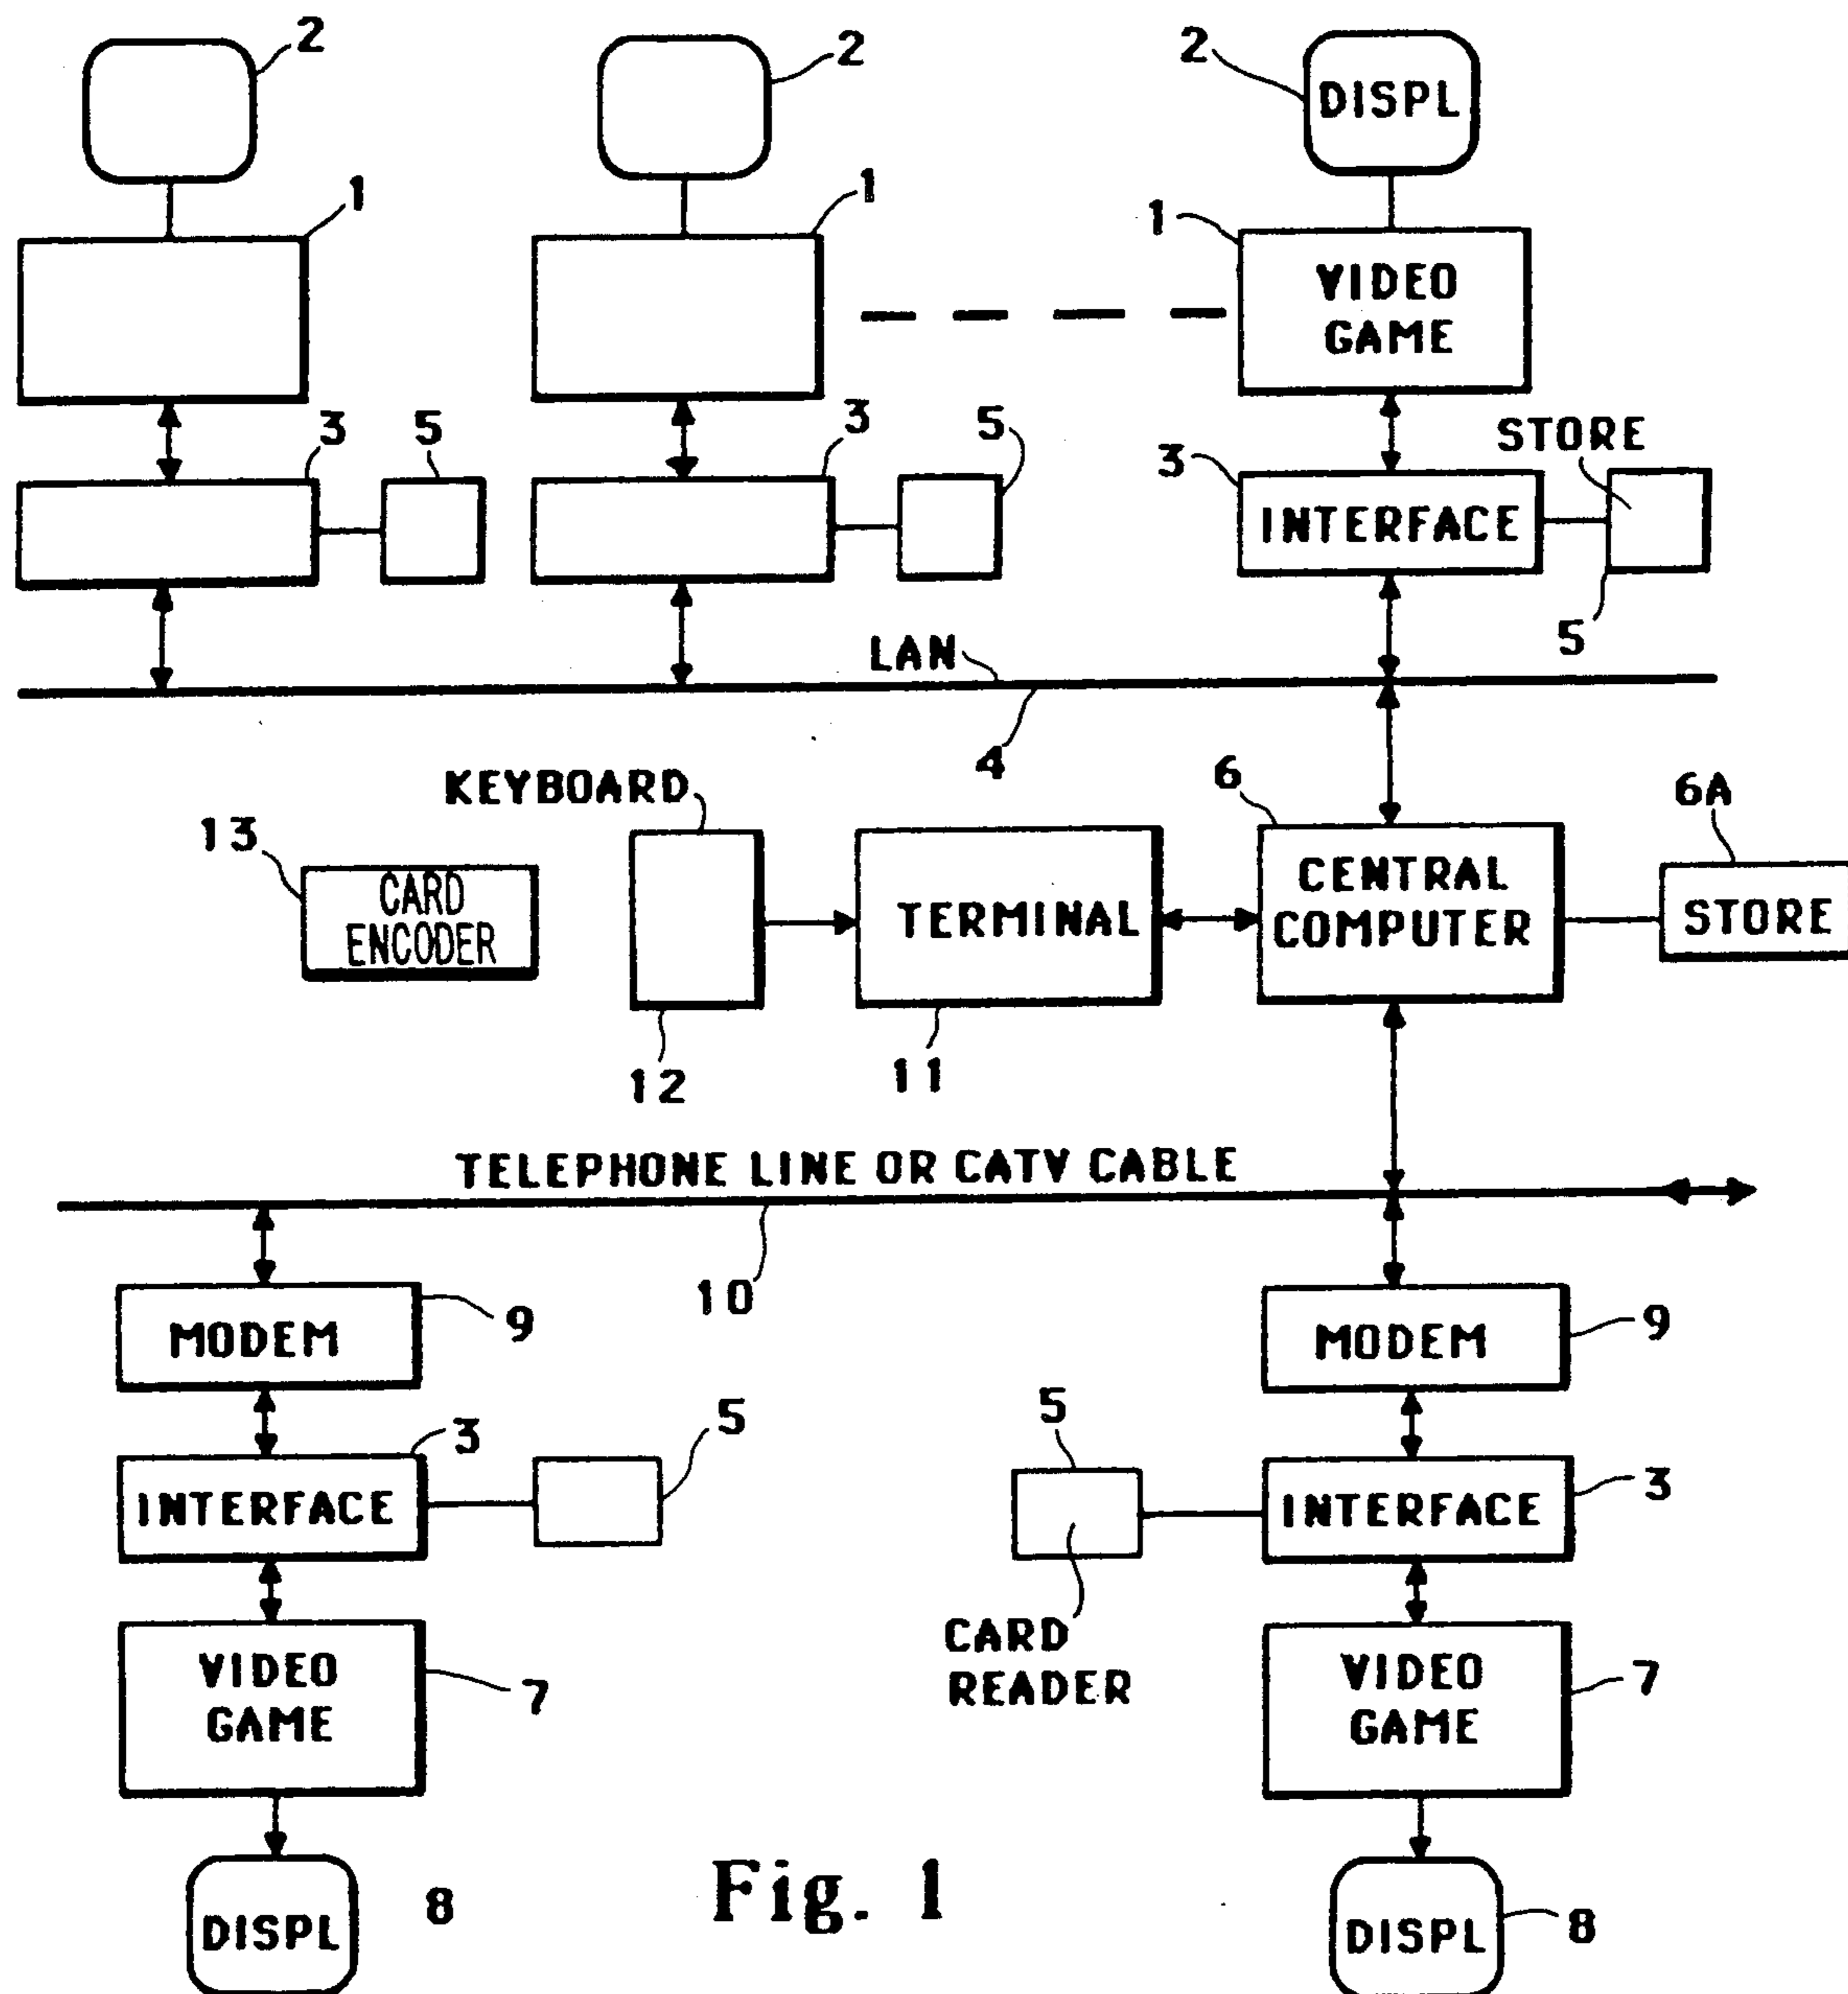 2
2
2
DISPL
1
1
1
VIDEO
GAME
3
5
3
5
STORE
3
INTERFACE
5
LAN
4
KEYBOARD
6
6A
13
CARD
ENCODER
TERMINAL
CENTRAL
COMPUTER
STORE
12
11
TELEPHONE LINE OR CATV CABLE
10
MODEM
9
MODEM
9
3
5
5
INTERFACE
INTERFACE
3
CARD
READER
VIDEO
GAME
7
VIDEO
GAME
7
DISPL
8
Fig. 1
DISPL
8